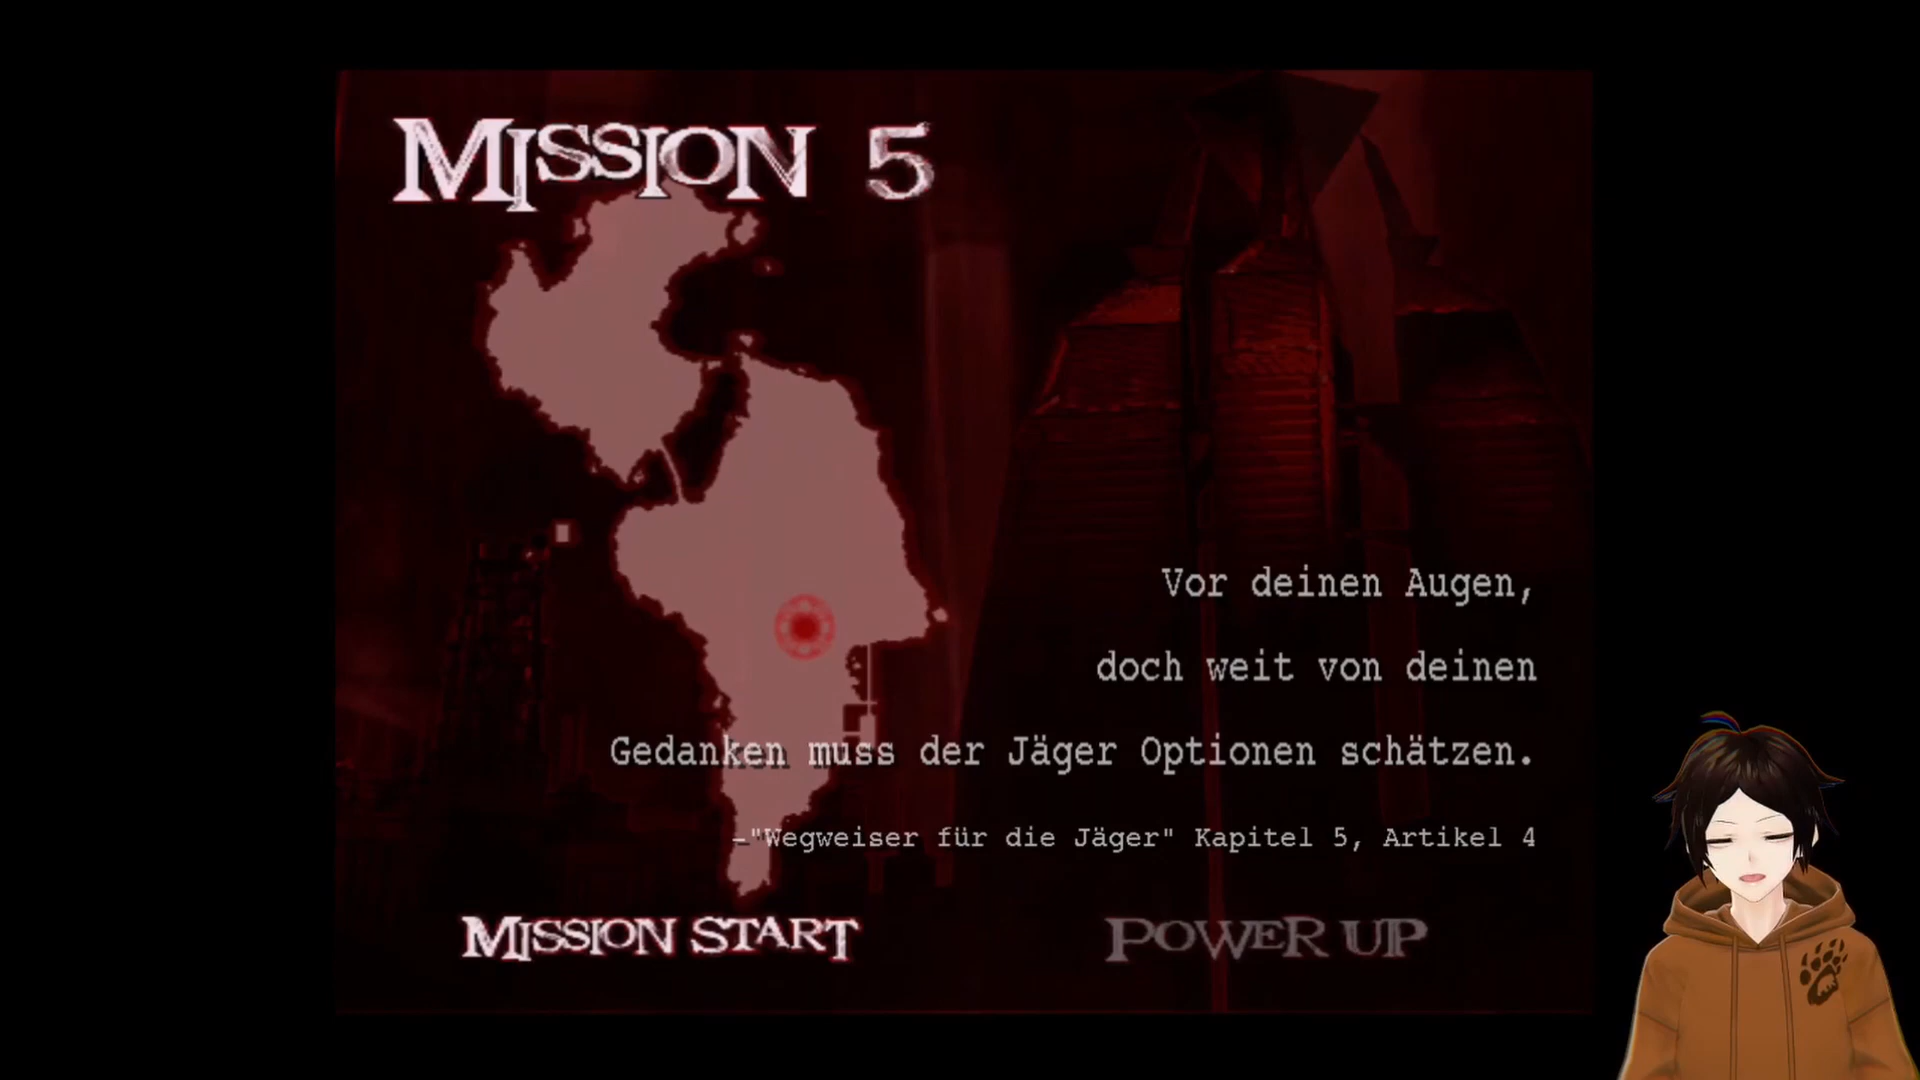 MISSION 5
Vor deinen Augen,
doch weit von deinen
Gedanken muss der Jäger Optionen schätzen.
–"Wegweiser für die Jäger" Kapitel 5, Artikel 4
MISSION START
POWER UP